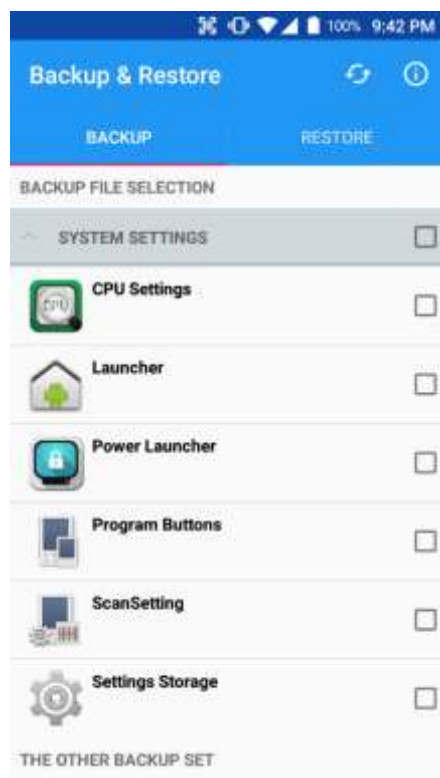 100% 9:42 PM
Backup & Restore
BACKUP RESTORE
BACKUP FILE SELECTION
SYSTEM SETTINGS
CPU Settings
CPU
Launcher
Power Launcher
Program Buttons
ScanSetting
Settings Storage
THE OTHER BACKUP SET